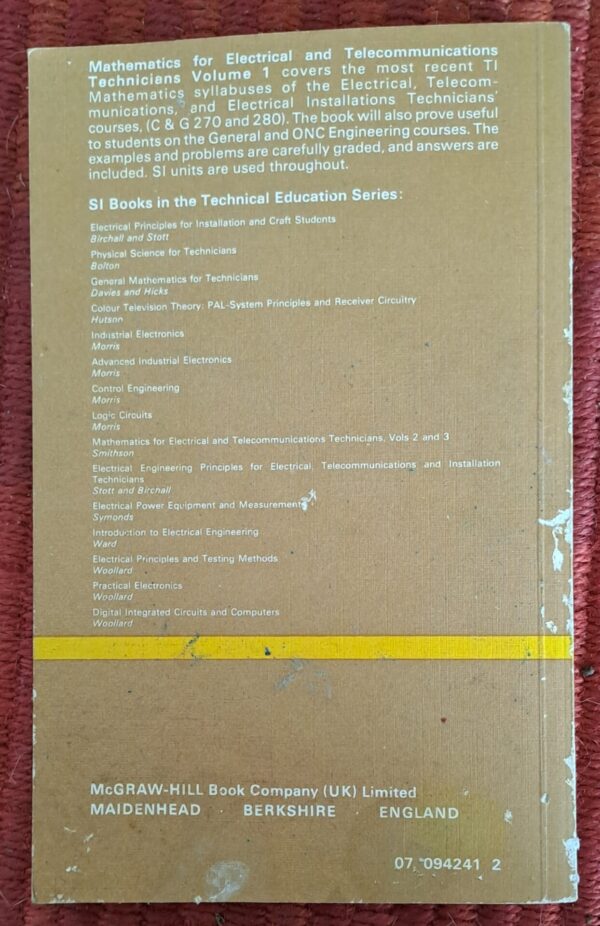 Mathematics for Electrical and Telecommunications
Technicians Volume 1 covers the most recent TI
Mathematics syllabuses of the Electrical, Telecom-
munications, and Electrical Installations Technicians'
courses, (C & G 270 and 280). The book will also prove useful
to students on the General and ONC Engineering courses. The
examples and problems are carefully graded, and answers are
included. SI units are used throughout.
SI Books in the Technical Education Series:
Electrical Principles for Installation and Craft Students
Birchall and Stott
Physical Science for Technicians
Bolton
General Mathematics for Technicians
Davies and Hicks
Colour Television Theory: PAL-System Principles and Receiver Circuitry
Hutson
Industrial Electronics
Morris
Advanced Industrial Electronics
Morris
Control Engineering
Morris
Logic Circuits
Morris
Mathematics for Electrical and Telecommunications Technicians, Vols 2 and 3
Smithson
Electrical Engineering Principles for Electrical, Telecommunications and Installation
Technicians
Stott and Birchall
Electrical Power Equipment and Measurements
Symonds
Introduction to Electrical Engineering
Ward
Electrical Principles and Testing Methods
Woollard
Practical Electronics
Woollard
Digital Integrated Circuits and Computers
Woollard
McGRAW-HILL Book Company (UK) Limited
MAIDENHEAD · BERKSHIRE · ENGLAND
07 094241 2